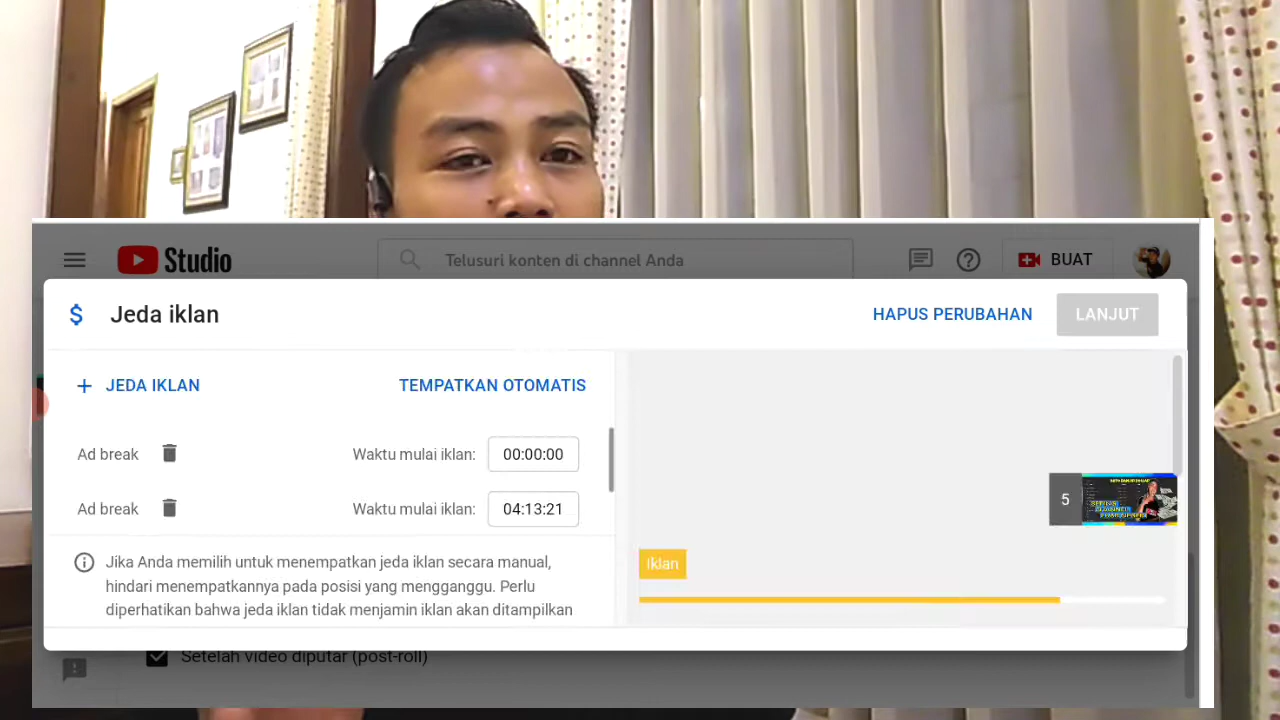 Studio
Telusuri konten di channel Anda
BUAT
Jeda iklan
HAPUS PERUBAHAN
LANJUT
JEDA IKLAN
TEMPATKAN OTOMATIS
Ad break
Waktu mulai iklan:
00:00:00
Ad break
Waktu mulai iklan:
04:13:21
5
Iklan
Jika Anda memilih untuk menempatkan jeda iklan secara manual,
hindari menempatkannya pada posisi yang mengganggu. Perlu
diperhatikan bahwa jeda iklan tidak menjamin iklan akan ditampilkan
Setelah video diputar (post-roll)